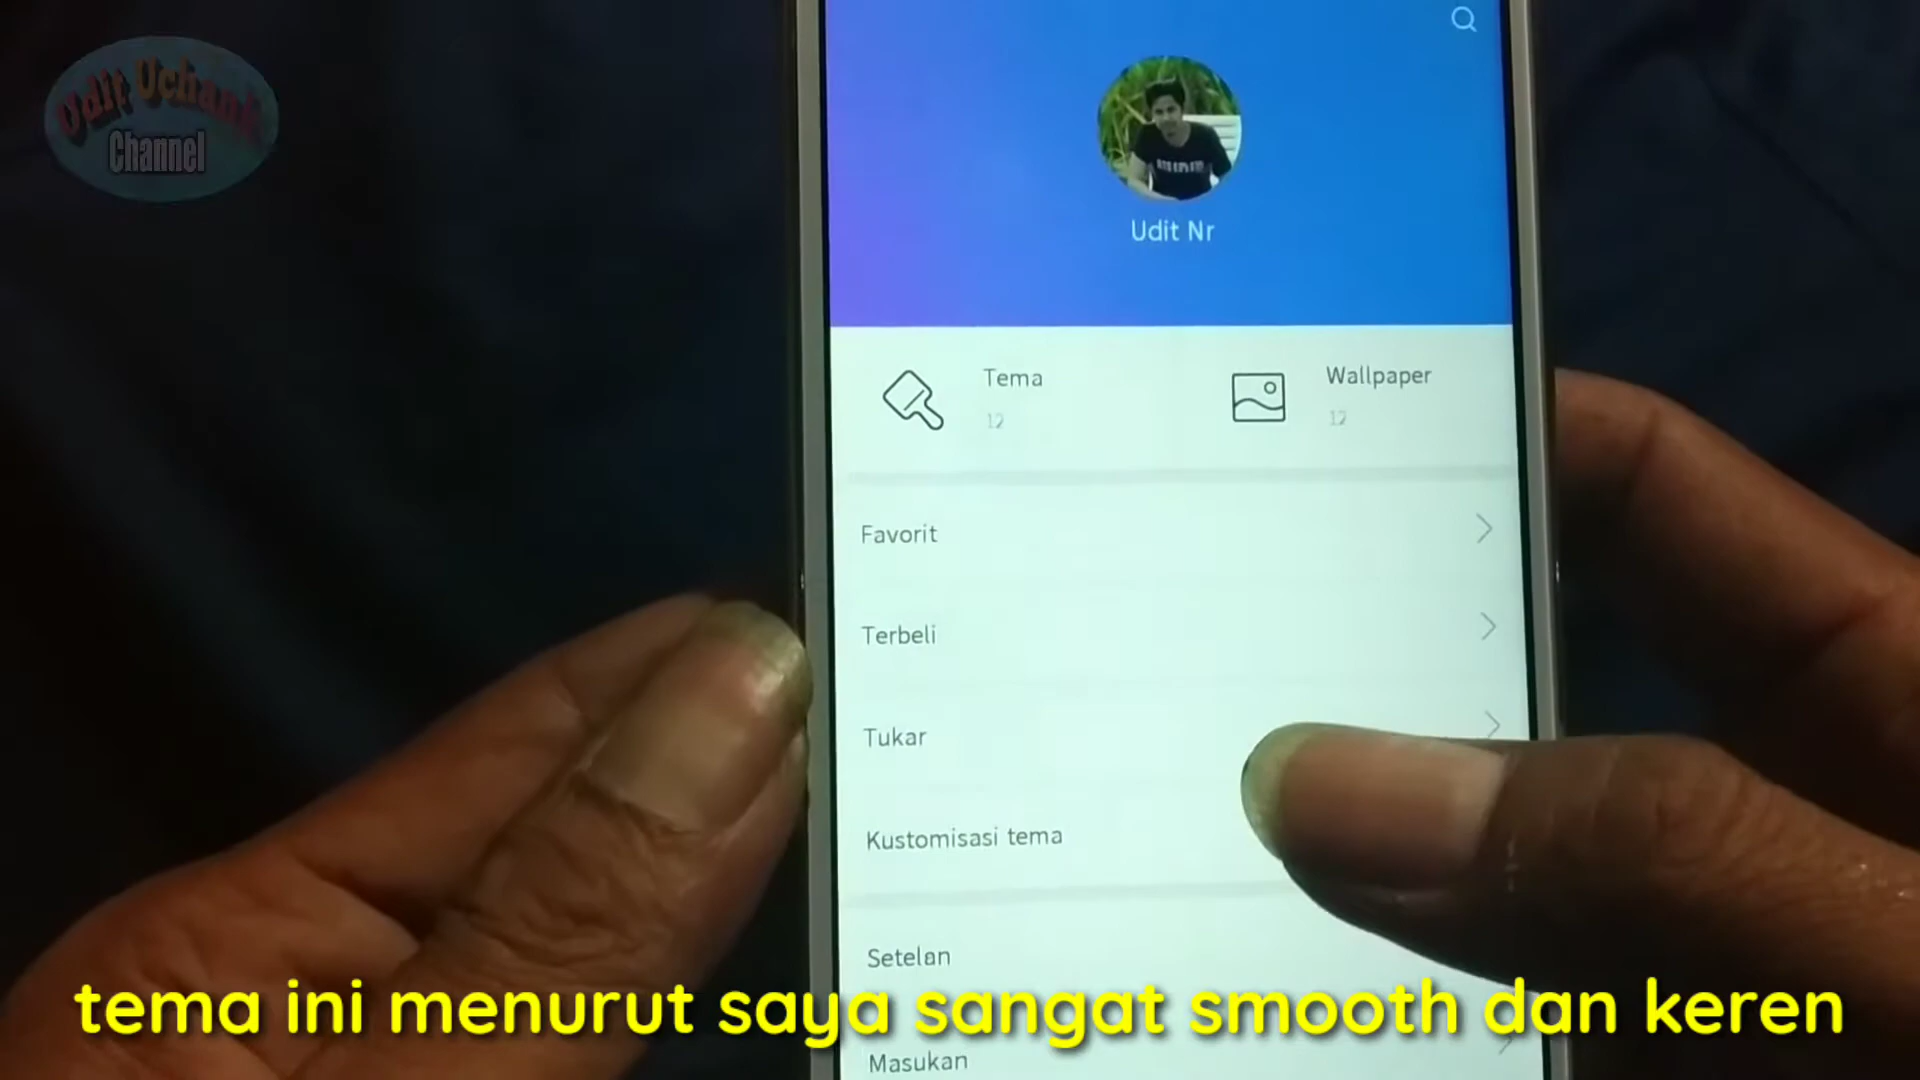 Udit Uchank
Channel
Udit Nr
Tema
12
Wallpaper
12
Favorit
Terbeli
Tukar
Kustomisasi tema
Setelan
tema ini menurut saya sangat smooth dan keren
Masukan